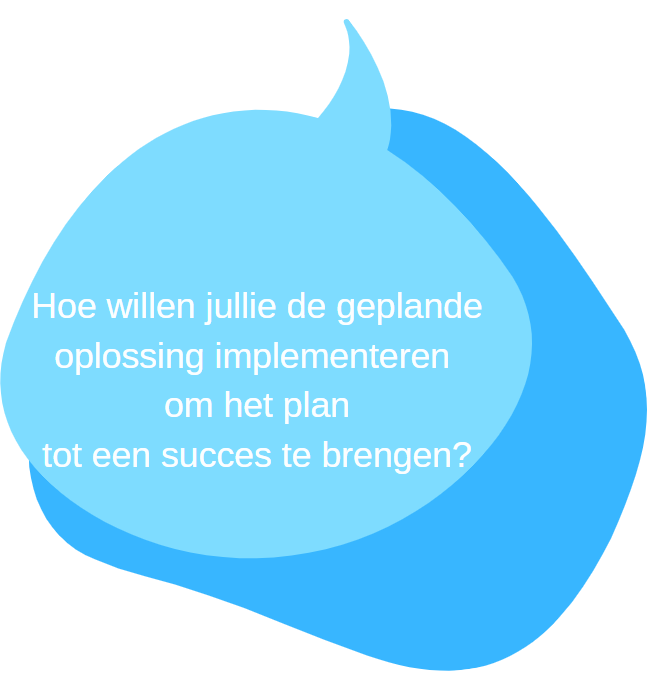 Hoe willen jullie de geplande
oplossing implementeren
om het plan
tot een succes te brengen?